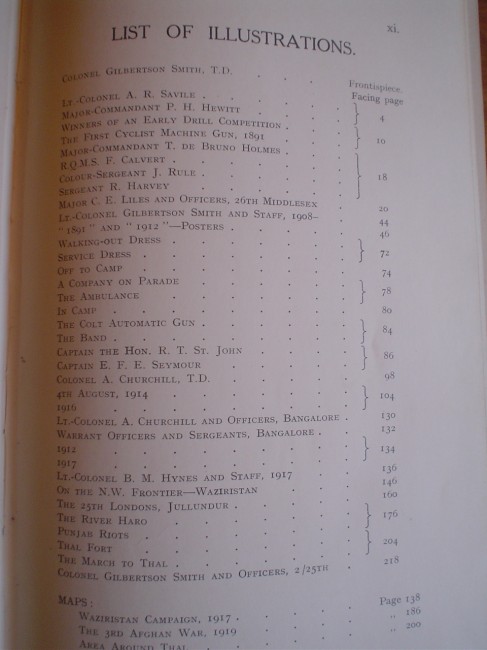 xi.
LIST OF ILLUSTRATIONS.
COLONEL GILBERTSON SMITH, T.D. . . . Frontispiece.
Facing page
LT.-COLONEL A. R. SAVILE . . . .
MAJOR-COMMANDANT P. H. HEWITT . . . } 4
WINNERS OF AN EARLY DRILL COMPETITION . . .
THE FIRST CYCLIST MACHINE GUN, 1891 . . . } 10
MAJOR-COMMANDANT T. DE BRUNO HOLMES . . .
R.Q.M.S. F. CALVERT . . . .
COLOUR-SERGEANT J. RULE . . . . } 18
SERGEANT R. HARVEY . . . .
MAJOR C. E. LILES AND OFFICERS, 26TH MIDDLESEX . . 20
LT.-COLONEL GILBERTSON SMITH AND STAFF, 1908– . . 44
"1891" AND "1912"—POSTERS . . . . 46
WALKING-OUT DRESS . . . .
SERVICE DRESS . . . . } 72
OFF TO CAMP . . . . 74
A COMPANY ON PARADE . . . .
THE AMBULANCE . . . . } 78
IN CAMP . . . . 80
THE COLT AUTOMATIC GUN . . . .
THE BAND . . . . } 84
CAPTAIN THE HON. R. T. ST. JOHN . . . .
CAPTAIN E. F. E. SEYMOUR . . . . } 86
COLONEL A. CHURCHILL, T.D. . . . . 98
4TH AUGUST, 1914 . . . .
1916 . . . . } 104
LT.-COLONEL A. CHURCHILL AND OFFICERS, BANGALORE . . 130
WARRANT OFFICERS AND SERGEANTS, BANGALORE . . 132
1912 . . . .
1917 . . . . } 134
LT.-COLONEL B. M. HYNES AND STAFF, 1917 . . . 136
ON THE N.W. FRONTIER—WAZIRISTAN . . . 146
THE 25TH LONDONS, JULLUNDUR . . . . 160
THE RIVER HARO . . . .
PUNJAB RIOTS . . . . } 176
THAL FORT . . . .
THE MARCH TO THAL . . . . } 204
COLONEL GILBERTSON SMITH AND OFFICERS, 2/25TH . 218
MAPS:
WAZIRISTAN CAMPAIGN, 1917 . . . . Page 138
THE 3RD AFGHAN WAR, 1919 . . . . ,, 186
AREA AROUND THAL . . . . ,, 200